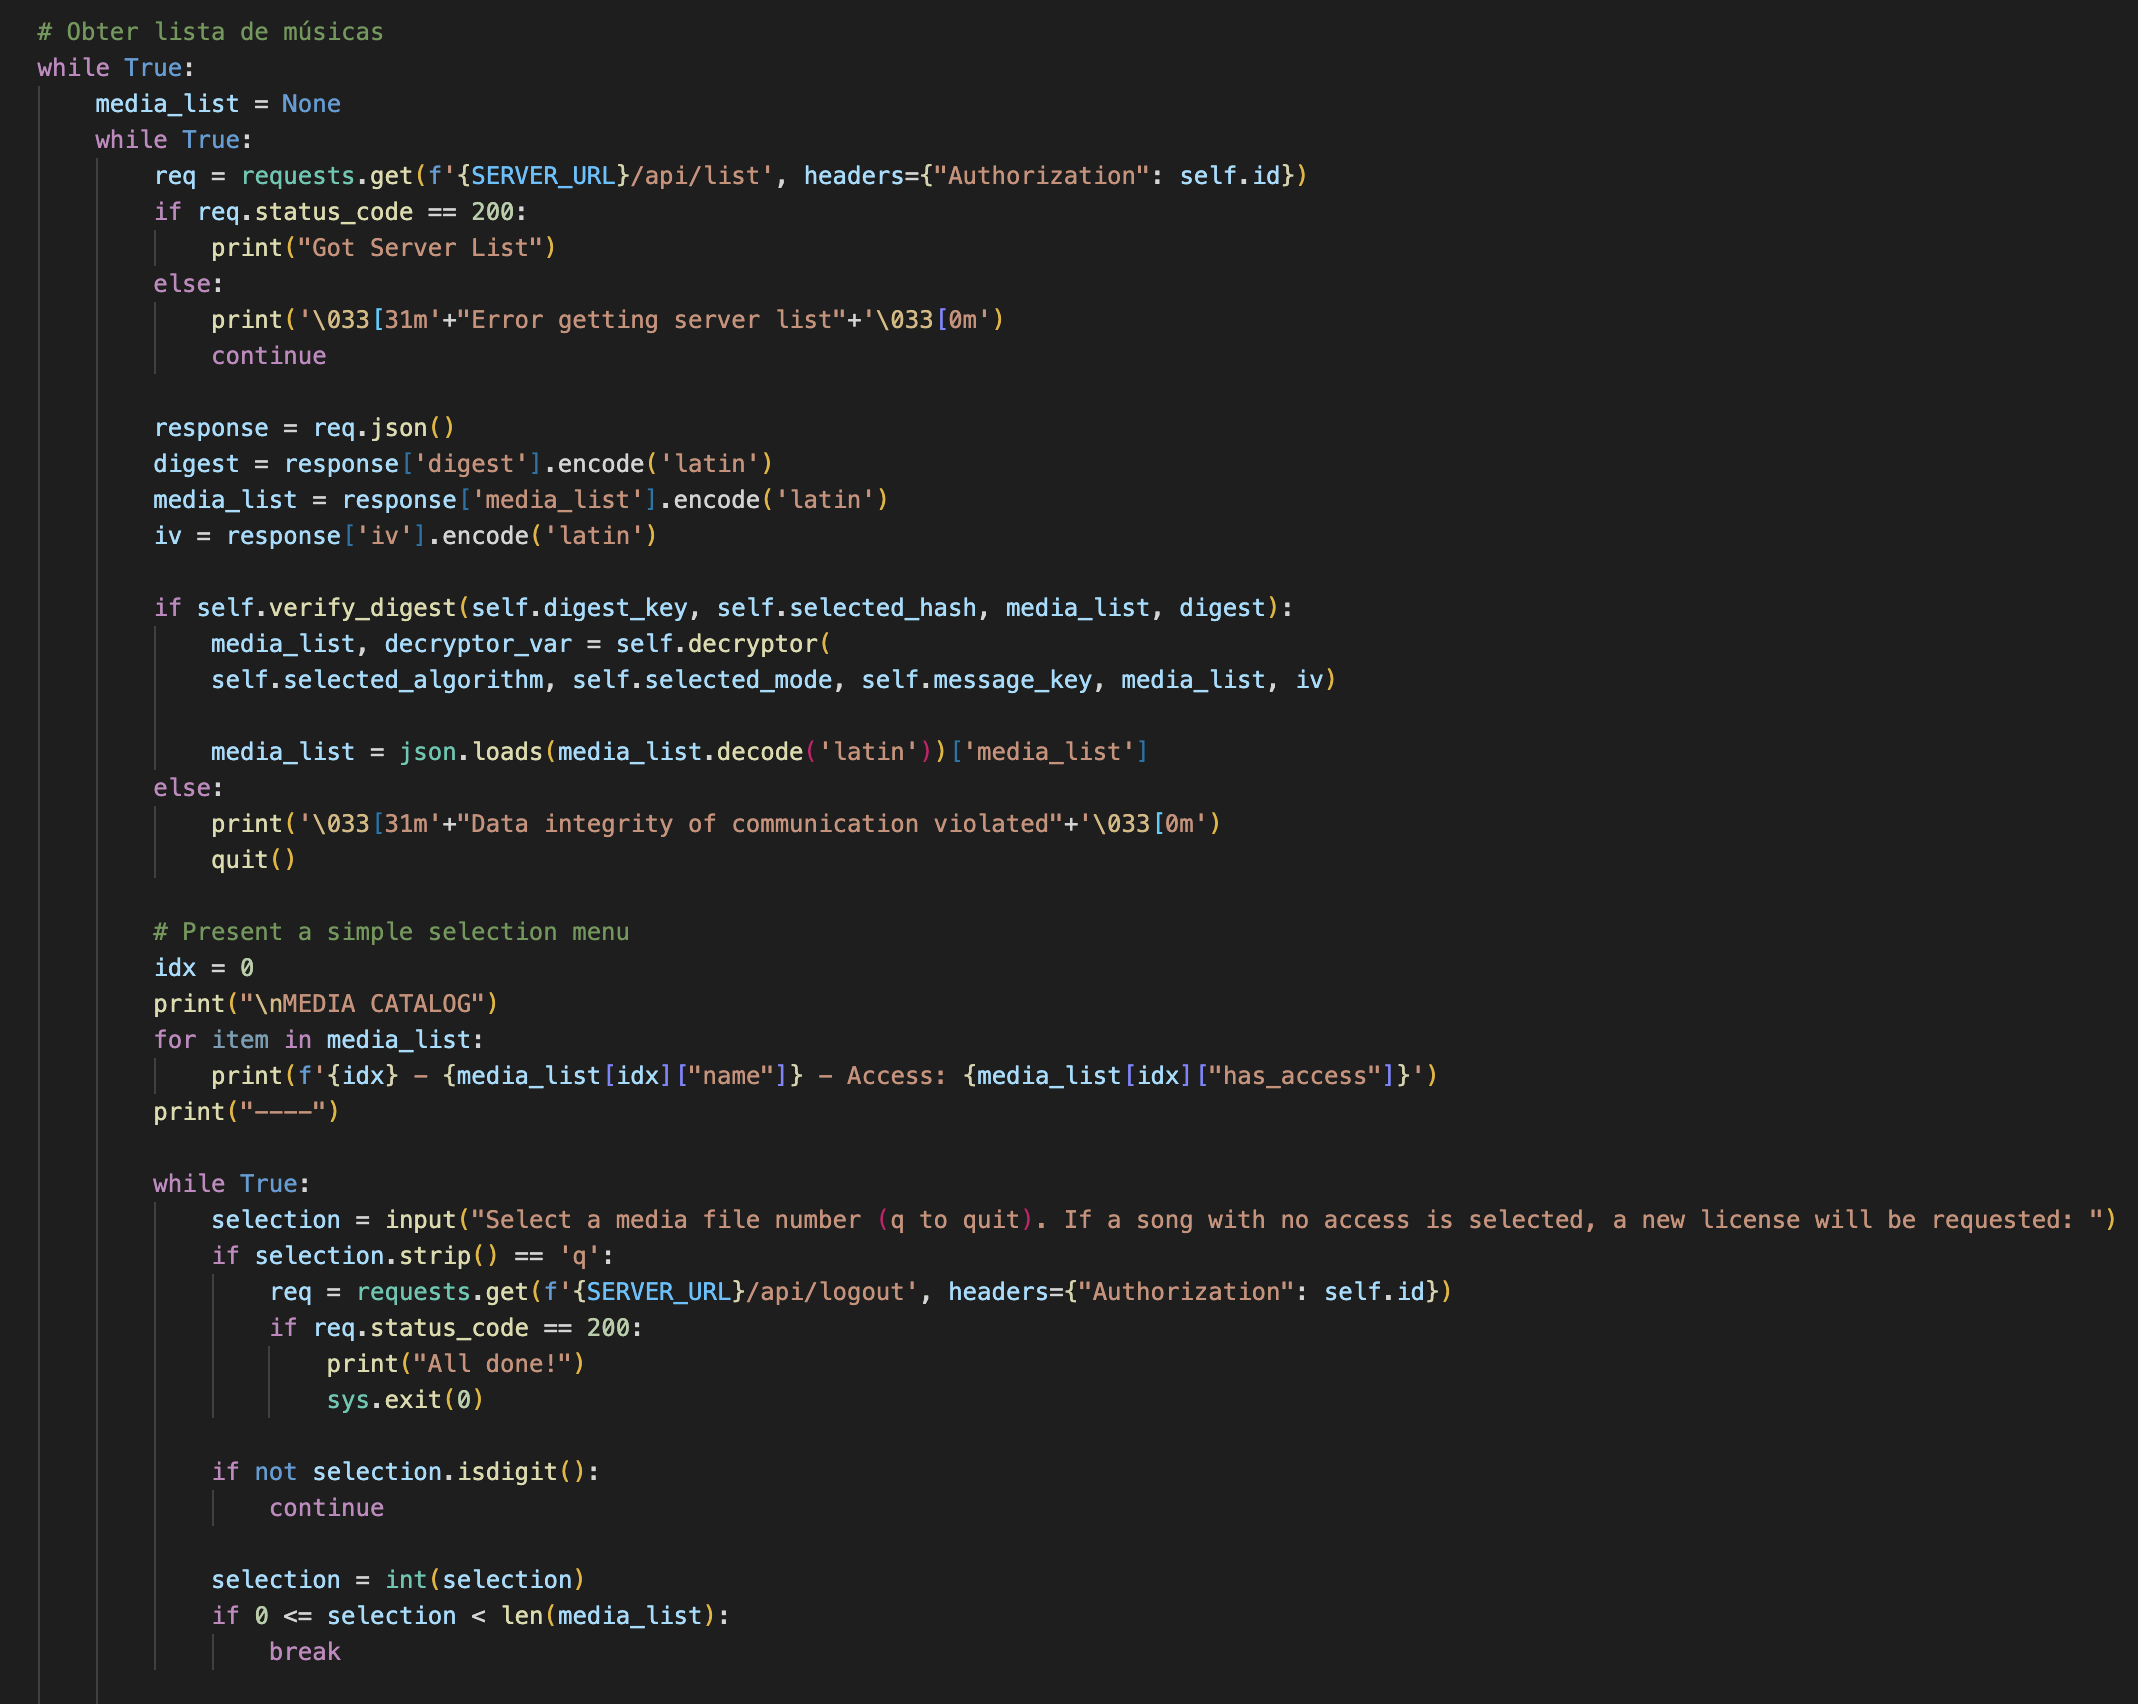 # Obter lista de músicas
while True:
    media_list = None
    while True:
        req = requests.get(f'{SERVER_URL}/api/list', headers={"Authorization": self.id})
        if req.status_code == 200:
            print("Got Server List")
        else:
            print('\033[31m'+"Error getting server list"+'\033[0m')
            continue

        response = req.json()
        digest = response['digest'].encode('latin')
        media_list = response['media_list'].encode('latin')
        iv = response['iv'].encode('latin')

        if self.verify_digest(self.digest_key, self.selected_hash, media_list, digest):
            media_list, decryptor_var = self.decryptor(
            self.selected_algorithm, self.selected_mode, self.message_key, media_list, iv)

            media_list = json.loads(media_list.decode('latin'))['media_list']
        else:
            print('\033[31m'+"Data integrity of communication violated"+'\033[0m')
            quit()

        # Present a simple selection menu
        idx = 0
        print("\nMEDIA CATALOG")
        for item in media_list:
            print(f'{idx} - {media_list[idx]["name"]} - Access: {media_list[idx]["has_access"]}')
        print("----")

        while True:
            selection = input("Select a media file number (q to quit). If a song with no access is selected, a new license will be requested: ")
            if selection.strip() == 'q':
                req = requests.get(f'{SERVER_URL}/api/logout', headers={"Authorization": self.id})
                if req.status_code == 200:
                    print("All done!")
                    sys.exit(0)

            if not selection.isdigit():
                continue

            selection = int(selection)
            if 0 <= selection < len(media_list):
                break